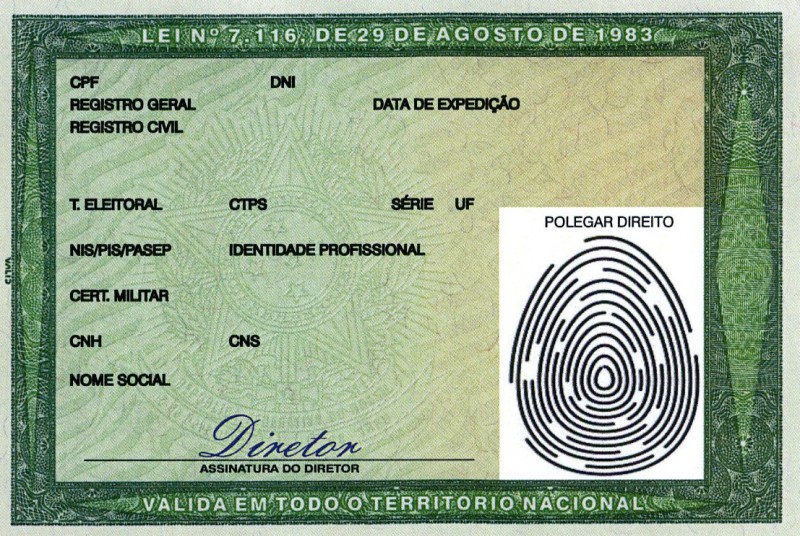 LEI Nº 7.116, DE 29 DE AGOSTO DE 1983
CPF DNI
REGISTRO GERAL DATA DE EXPEDIÇÃO
REGISTRO CIVIL
T. ELEITORAL CTPS SÉRIE UF
POLEGAR DIREITO
NIS/PIS/PASEP IDENTIDADE PROFISSIONAL
CERT. MILITAR
CNH CNS
NOME SOCIAL
Diretor
ASSINATURA DO DIRETOR
VÁLIDA EM TODO O TERRITÓRIO NACIONAL